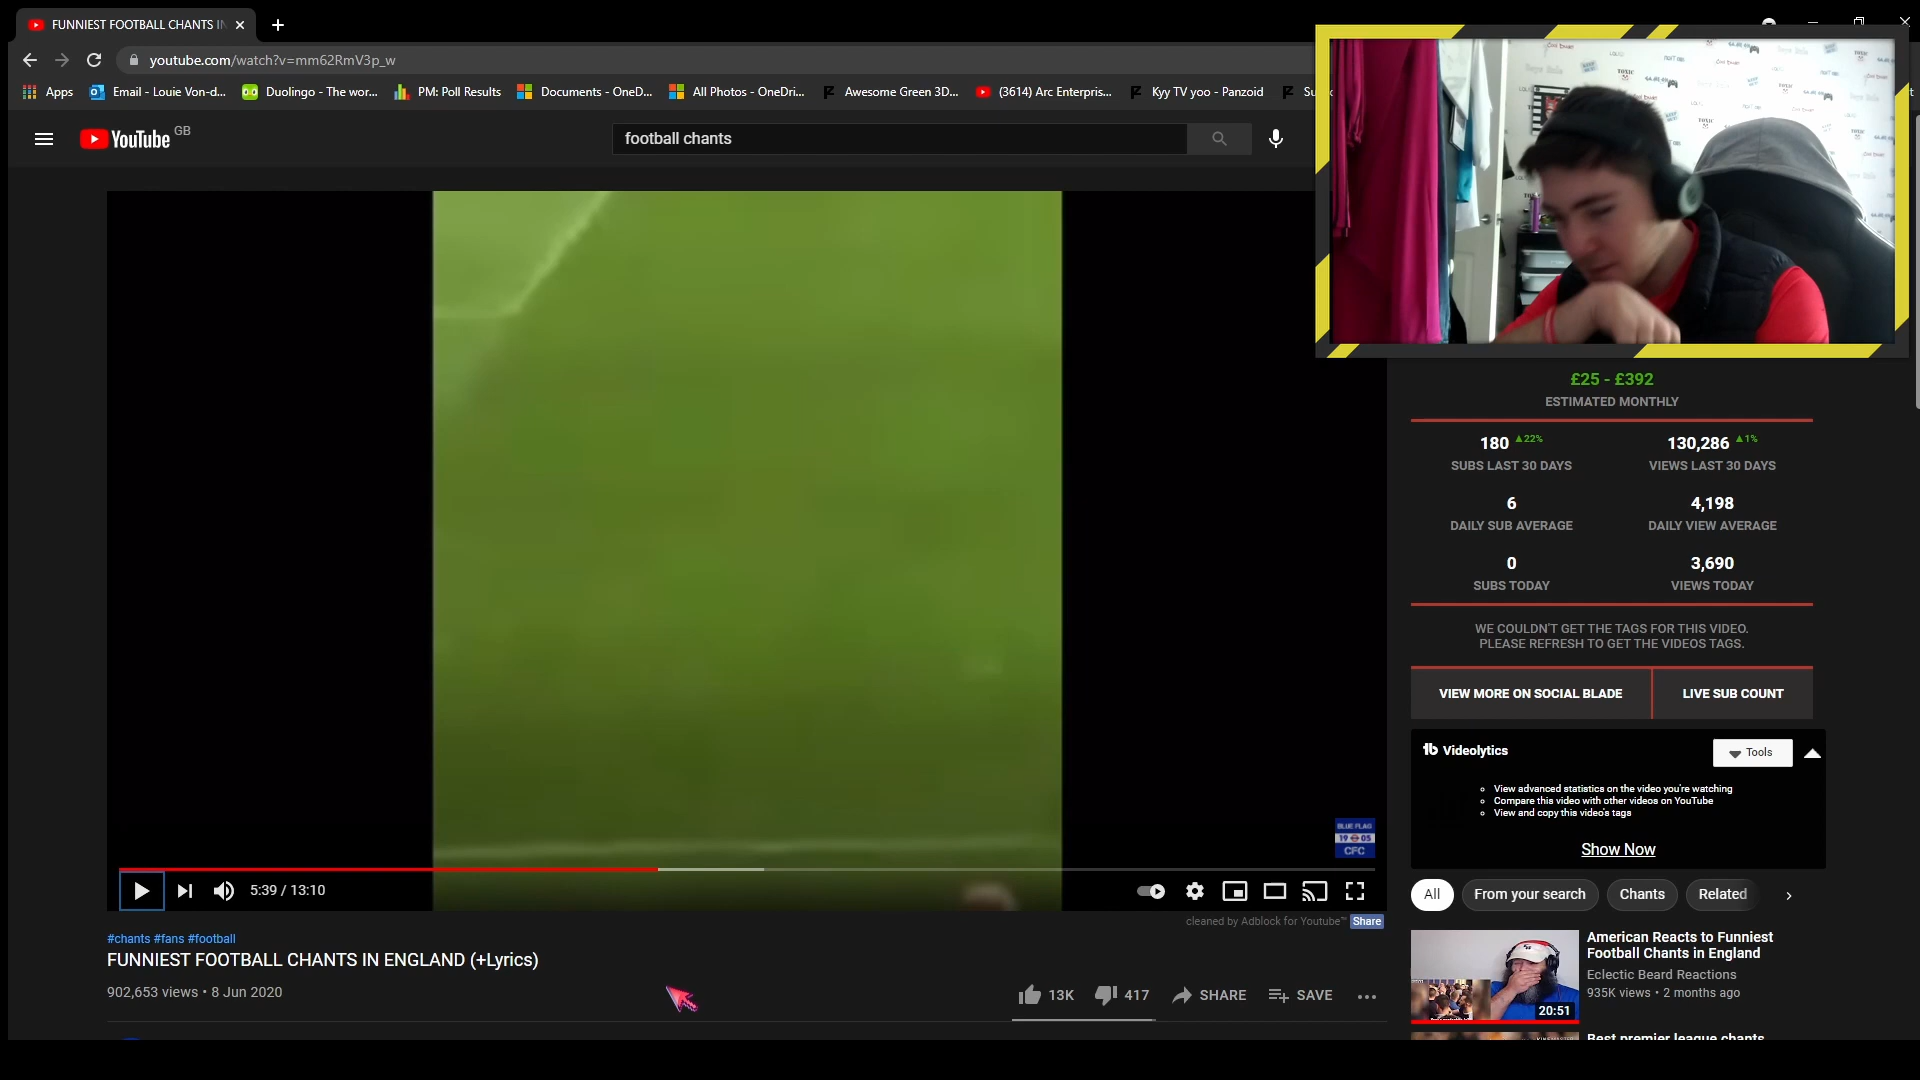 FUNNIEST FOOTBALL CHANTS IN
youtube.com/watch?v=mm62RmV3p_w
Apps
Email - Louie Von-d...
Duolingo - The wor...
PM: Poll Results
Documents - OneD...
All Photos - OneDri...
Awesome Green 3D...
(3614) Arc Enterpris...
Kyy TV yoo - Panzoid
YouTube GB
football chants
£25 - £392
ESTIMATED MONTHLY
180 ▲22%
130,286 ▲1%
SUBS LAST 30 DAYS
VIEWS LAST 30 DAYS
6
4,198
DAILY SUB AVERAGE
DAILY VIEW AVERAGE
0
3,690
SUBS TODAY
VIEWS TODAY
WE COULDN'T GET THE TAGS FOR THIS VIDEO.
PLEASE REFRESH TO GET THE VIDEOS TAGS.
VIEW MORE ON SOCIAL BLADE
LIVE SUB COUNT
Videolytics
Tools
View advanced statistics on the video you're watching
Compare this video with other videos on YouTube
View and copy this video's tags
Show Now
BLUE FLAG
19 05
CFC
5:39 / 13:10
cleaned by Adblock for Youtube™ Share
All
From your search
Chants
Related
#chants #fans #football
FUNNIEST FOOTBALL CHANTS IN ENGLAND (+Lyrics)
902,653 views • 8 Jun 2020
13K
417
SHARE
SAVE
American Reacts to Funniest
Football Chants in England
Eclectic Beard Reactions
935K views • 2 months ago
20:51
Best premier league chants